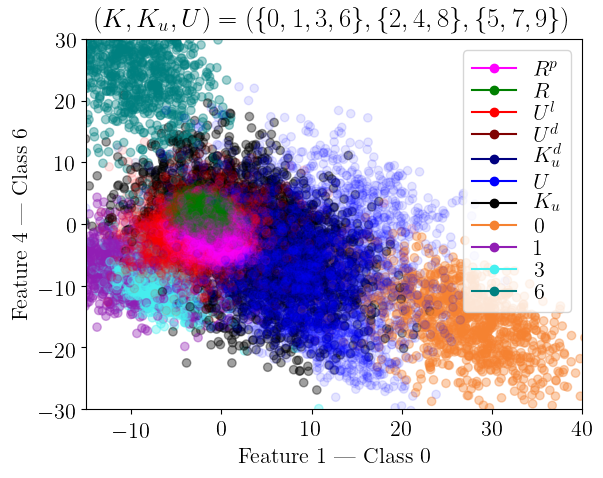 (K, K_u, U) = ({0, 1, 3, 6}, {2, 4, 8}, {5, 7, 9})
30
20
10
0
−10
−20
−30
Feature 4 — Class 6
R^p
R
U^l
U^d
K_u^d
U
K_u
0
1
3
6
−10
0
10
20
30
40
Feature 1 — Class 0